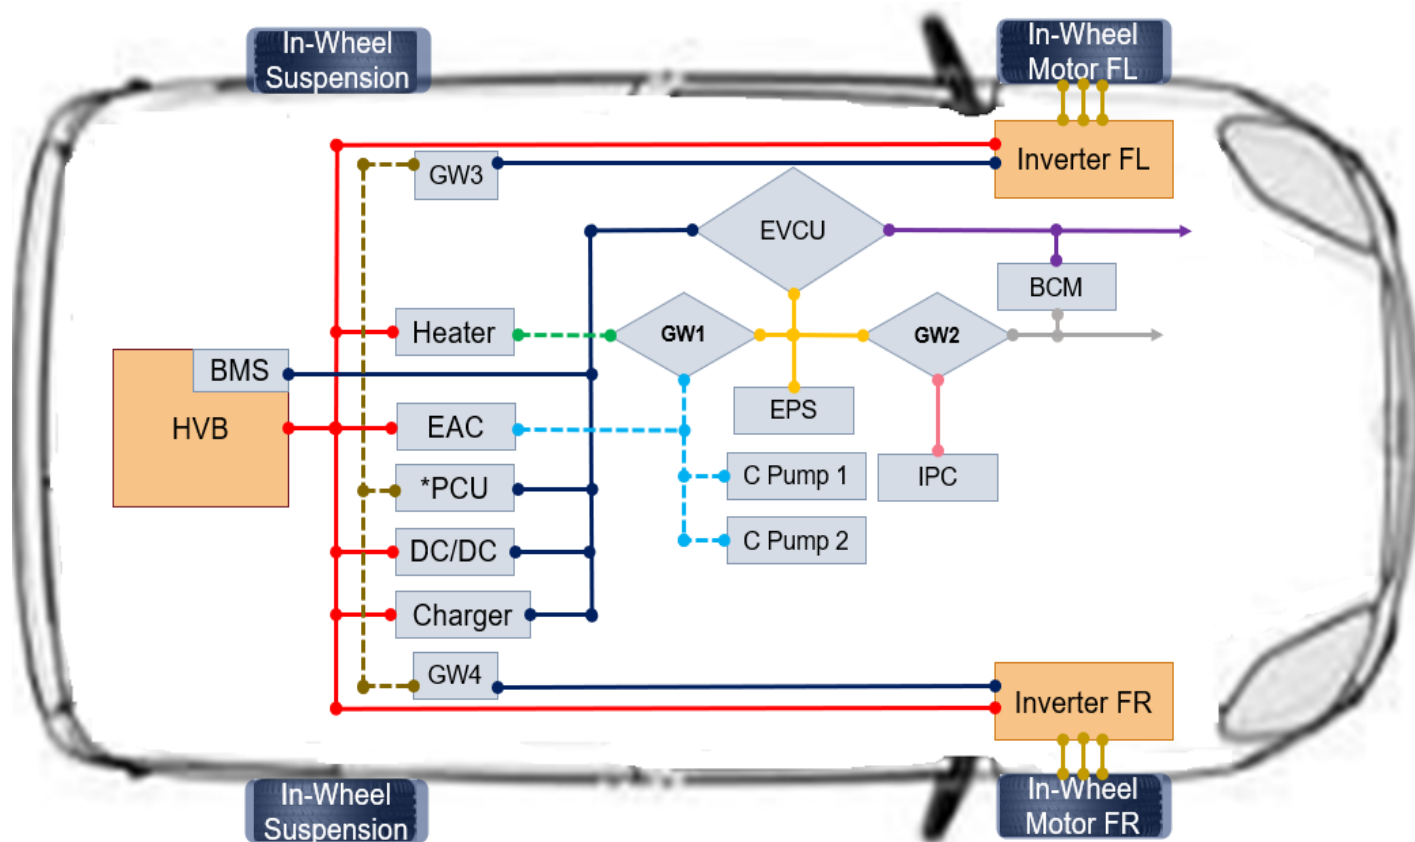 In-Wheel
Suspension
In-Wheel
Motor FL
Inverter FL
GW3
EVCU
BCM
Heater
GW1
GW2
BMS
HVB
EAC
EPS
*PCU
C Pump 1
IPC
DC/DC
C Pump 2
Charger
GW4
Inverter FR
In-Wheel
Suspension
In-Wheel
Motor FR